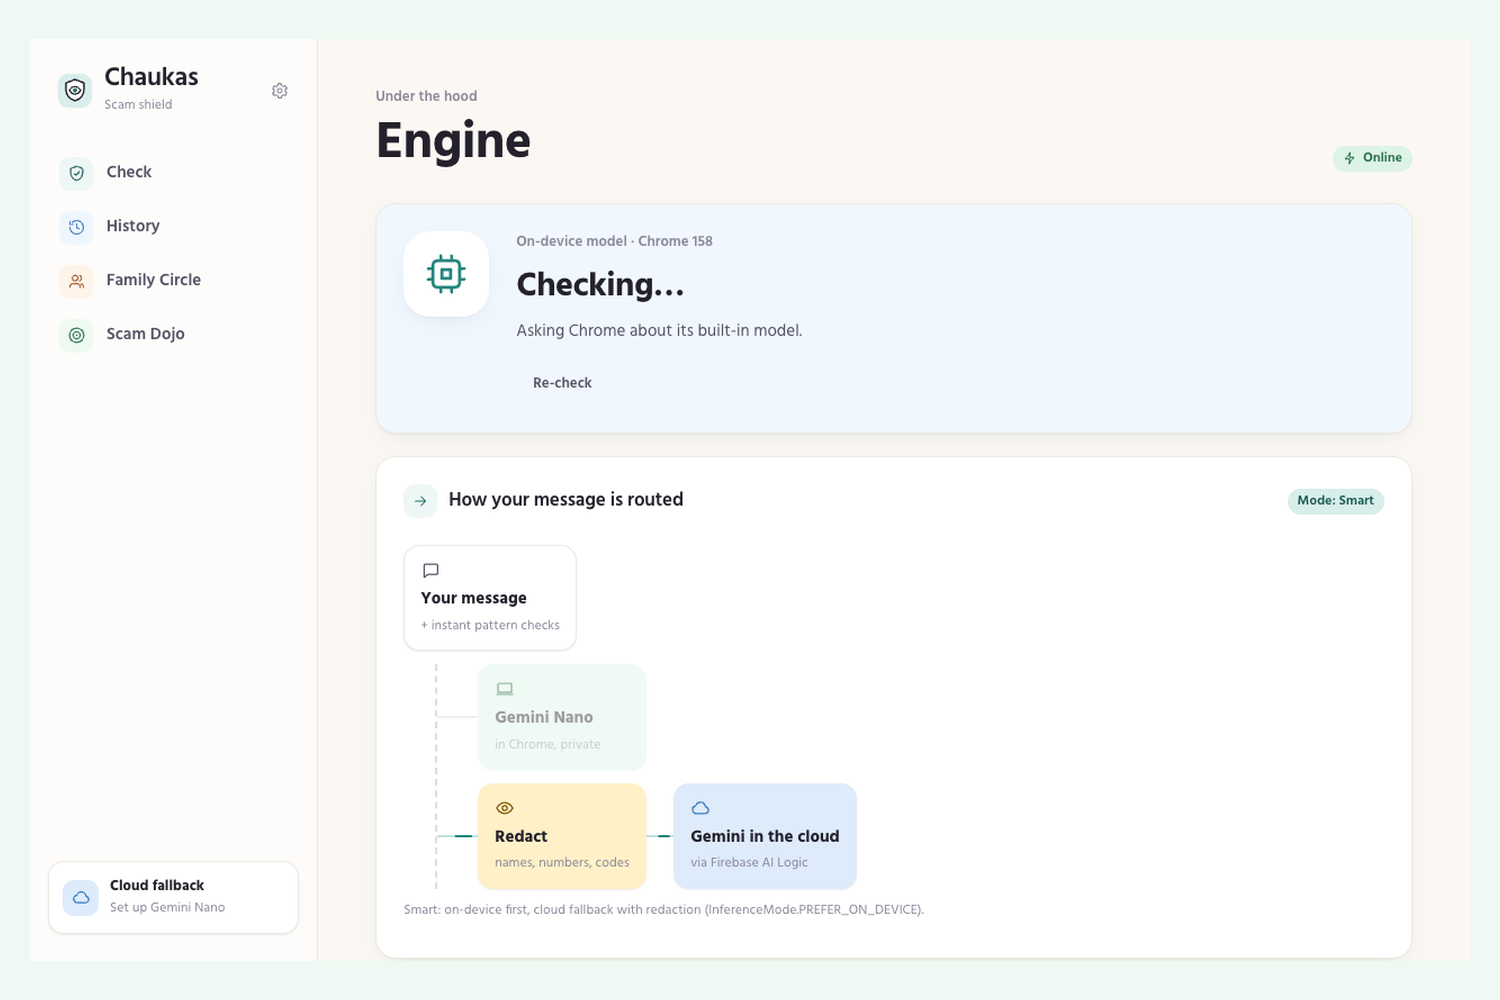 Chaukas
Scam shield
Check
History
Family Circle
Scam Dojo
Cloud fallback
Set up Gemini Nano
Under the hood
Engine
Online
On-device model · Chrome 158
Checking…
Asking Chrome about its built-in model.
Re-check
How your message is routed
Mode: Smart
Your message
+ instant pattern checks
Gemini Nano
in Chrome, private
Redact
names, numbers, codes
Gemini in the cloud
via Firebase AI Logic
Smart: on-device first, cloud fallback with redaction (InferenceMode.PREFER_ON_DEVICE).